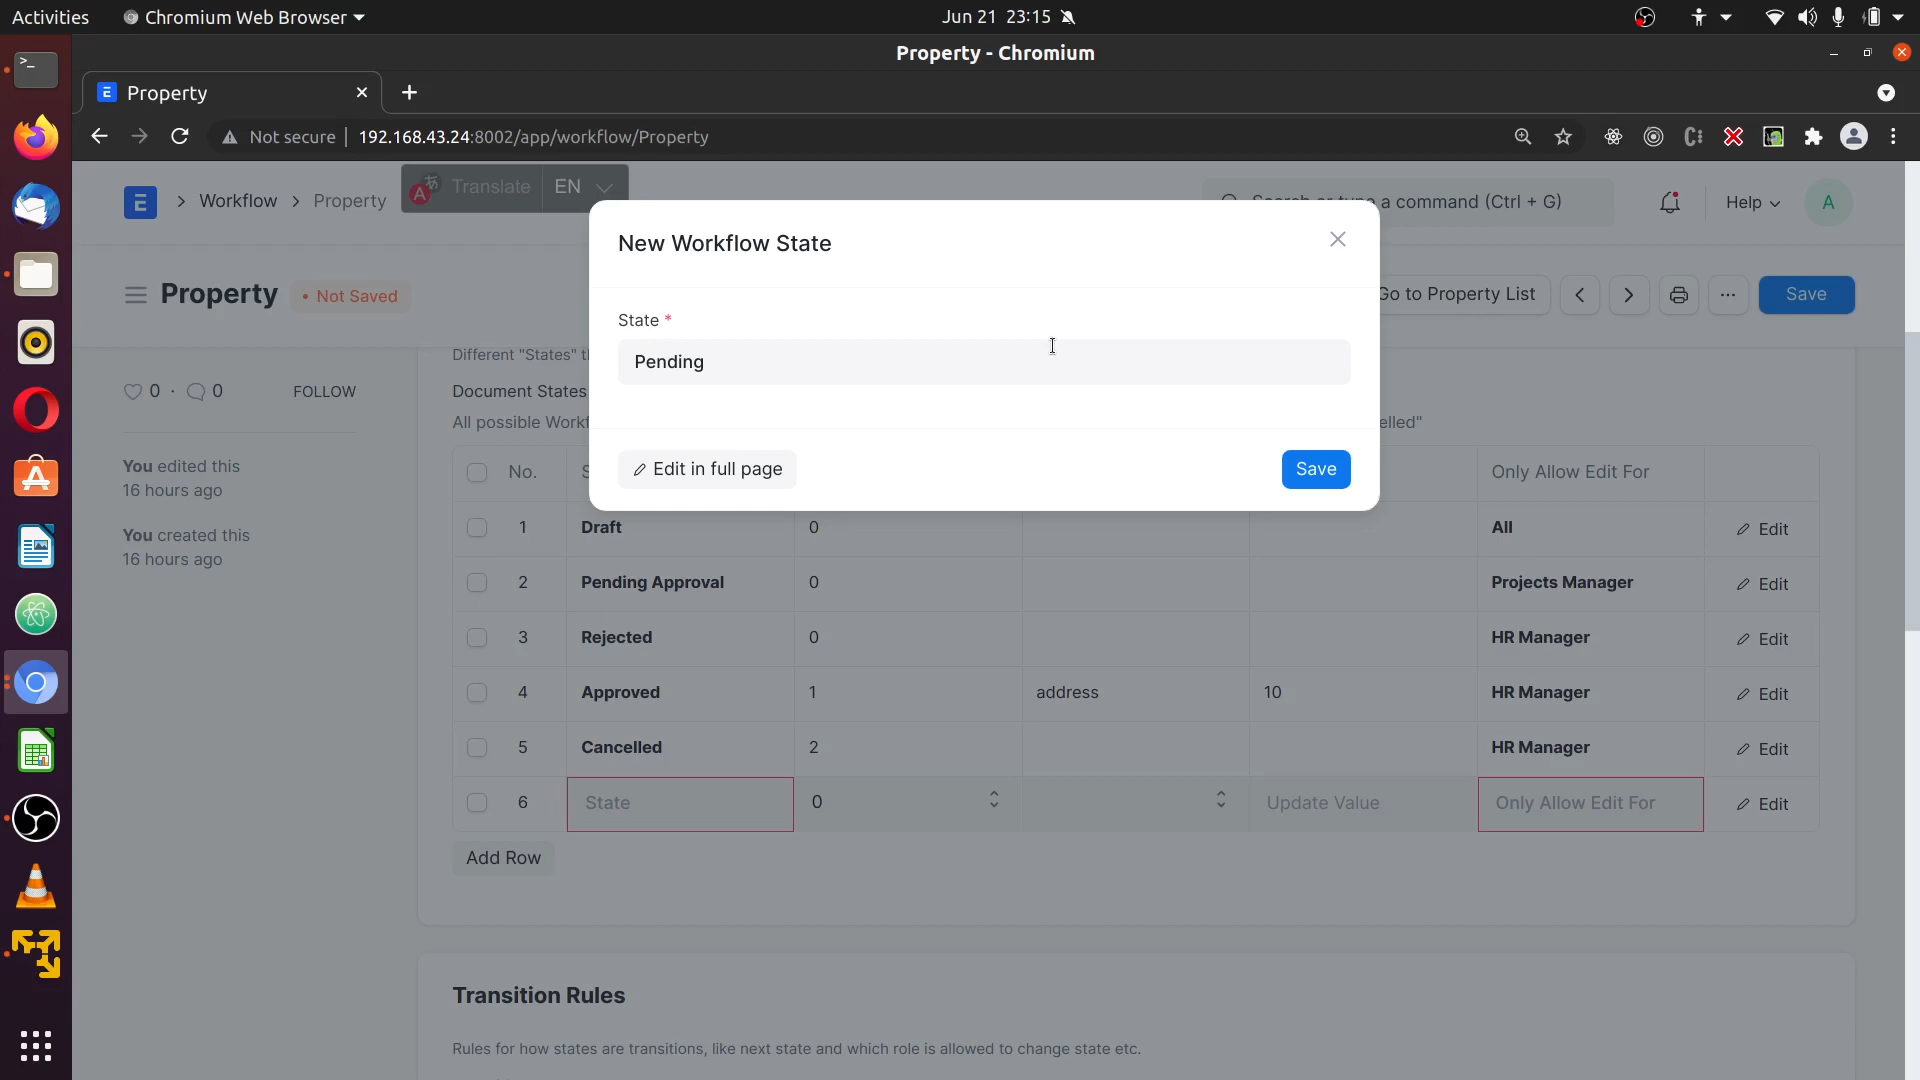 Activities
Chromium Web Browser
Jun 21 23:15
Property - Chromium
Property
Not secure
192.168.43.24:8002/app/workflow/Property
Workflow
Property
Translate
EN
Search or type a command (Ctrl + G)
Help
A
Property
Not Saved
Go to Property List
Save
New Workflow State
State *
Pending
Edit in full page
Save
0 · 0
FOLLOW
You edited this
16 hours ago
You created this
16 hours ago
Different "States"
Document States
All possible
elled"
No.
Only Allow Edit For
1 Draft 0 All Edit
2 Pending Approval 0 Projects Manager Edit
3 Rejected 0 HR Manager Edit
4 Approved 1 address 10 HR Manager Edit
5 Cancelled 2 HR Manager Edit
6 State 0 Update Value Only Allow Edit For Edit
Add Row
Transition Rules
Rules for how states are transitions, like next state and which role is allowed to change state etc.